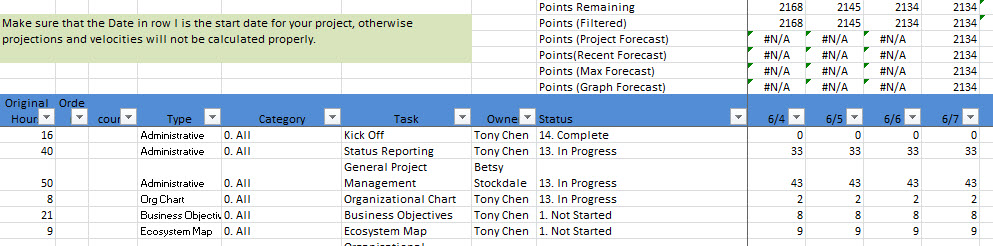 Points Remaining 2168 2145 2134 2134
Make sure that the Date in row I is the start date for your project, otherwise Points (Filtered) 2168 2145 2134 2134
projections and velocities will not be calculated properly. Points (Project Forecast) #N/A #N/A #N/A 2134
Points(Recent Forecast) #N/A #N/A #N/A 2134
Points (Max Forecast) #N/A #N/A #N/A 2134
Points (Graph Forecast) #N/A #N/A #N/A 2134
Original Orde
Hour cour Type Category Task Owne Status 6/4 6/5 6/6 6/7
16 Administrative 0. All Kick Off Tony Chen 14. Complete 0 0 0 0
40 Administrative 0. All Status Reporting Tony Chen 13. In Progress 33 33 33 33
General Project Betsy
50 Administrative 0. All Management Stockdale 13. In Progress 43 43 43 43
8 Org Chart 0. All Organizational Chart Tony Chen 13. In Progress 2 2 2 2
21 Business Objectiv 0. All Business Objectives Tony Chen 1. Not Started 8 8 8 8
9 Ecosystem Map 0. All Ecosystem Map Tony Chen 1. Not Started 9 9 9 9